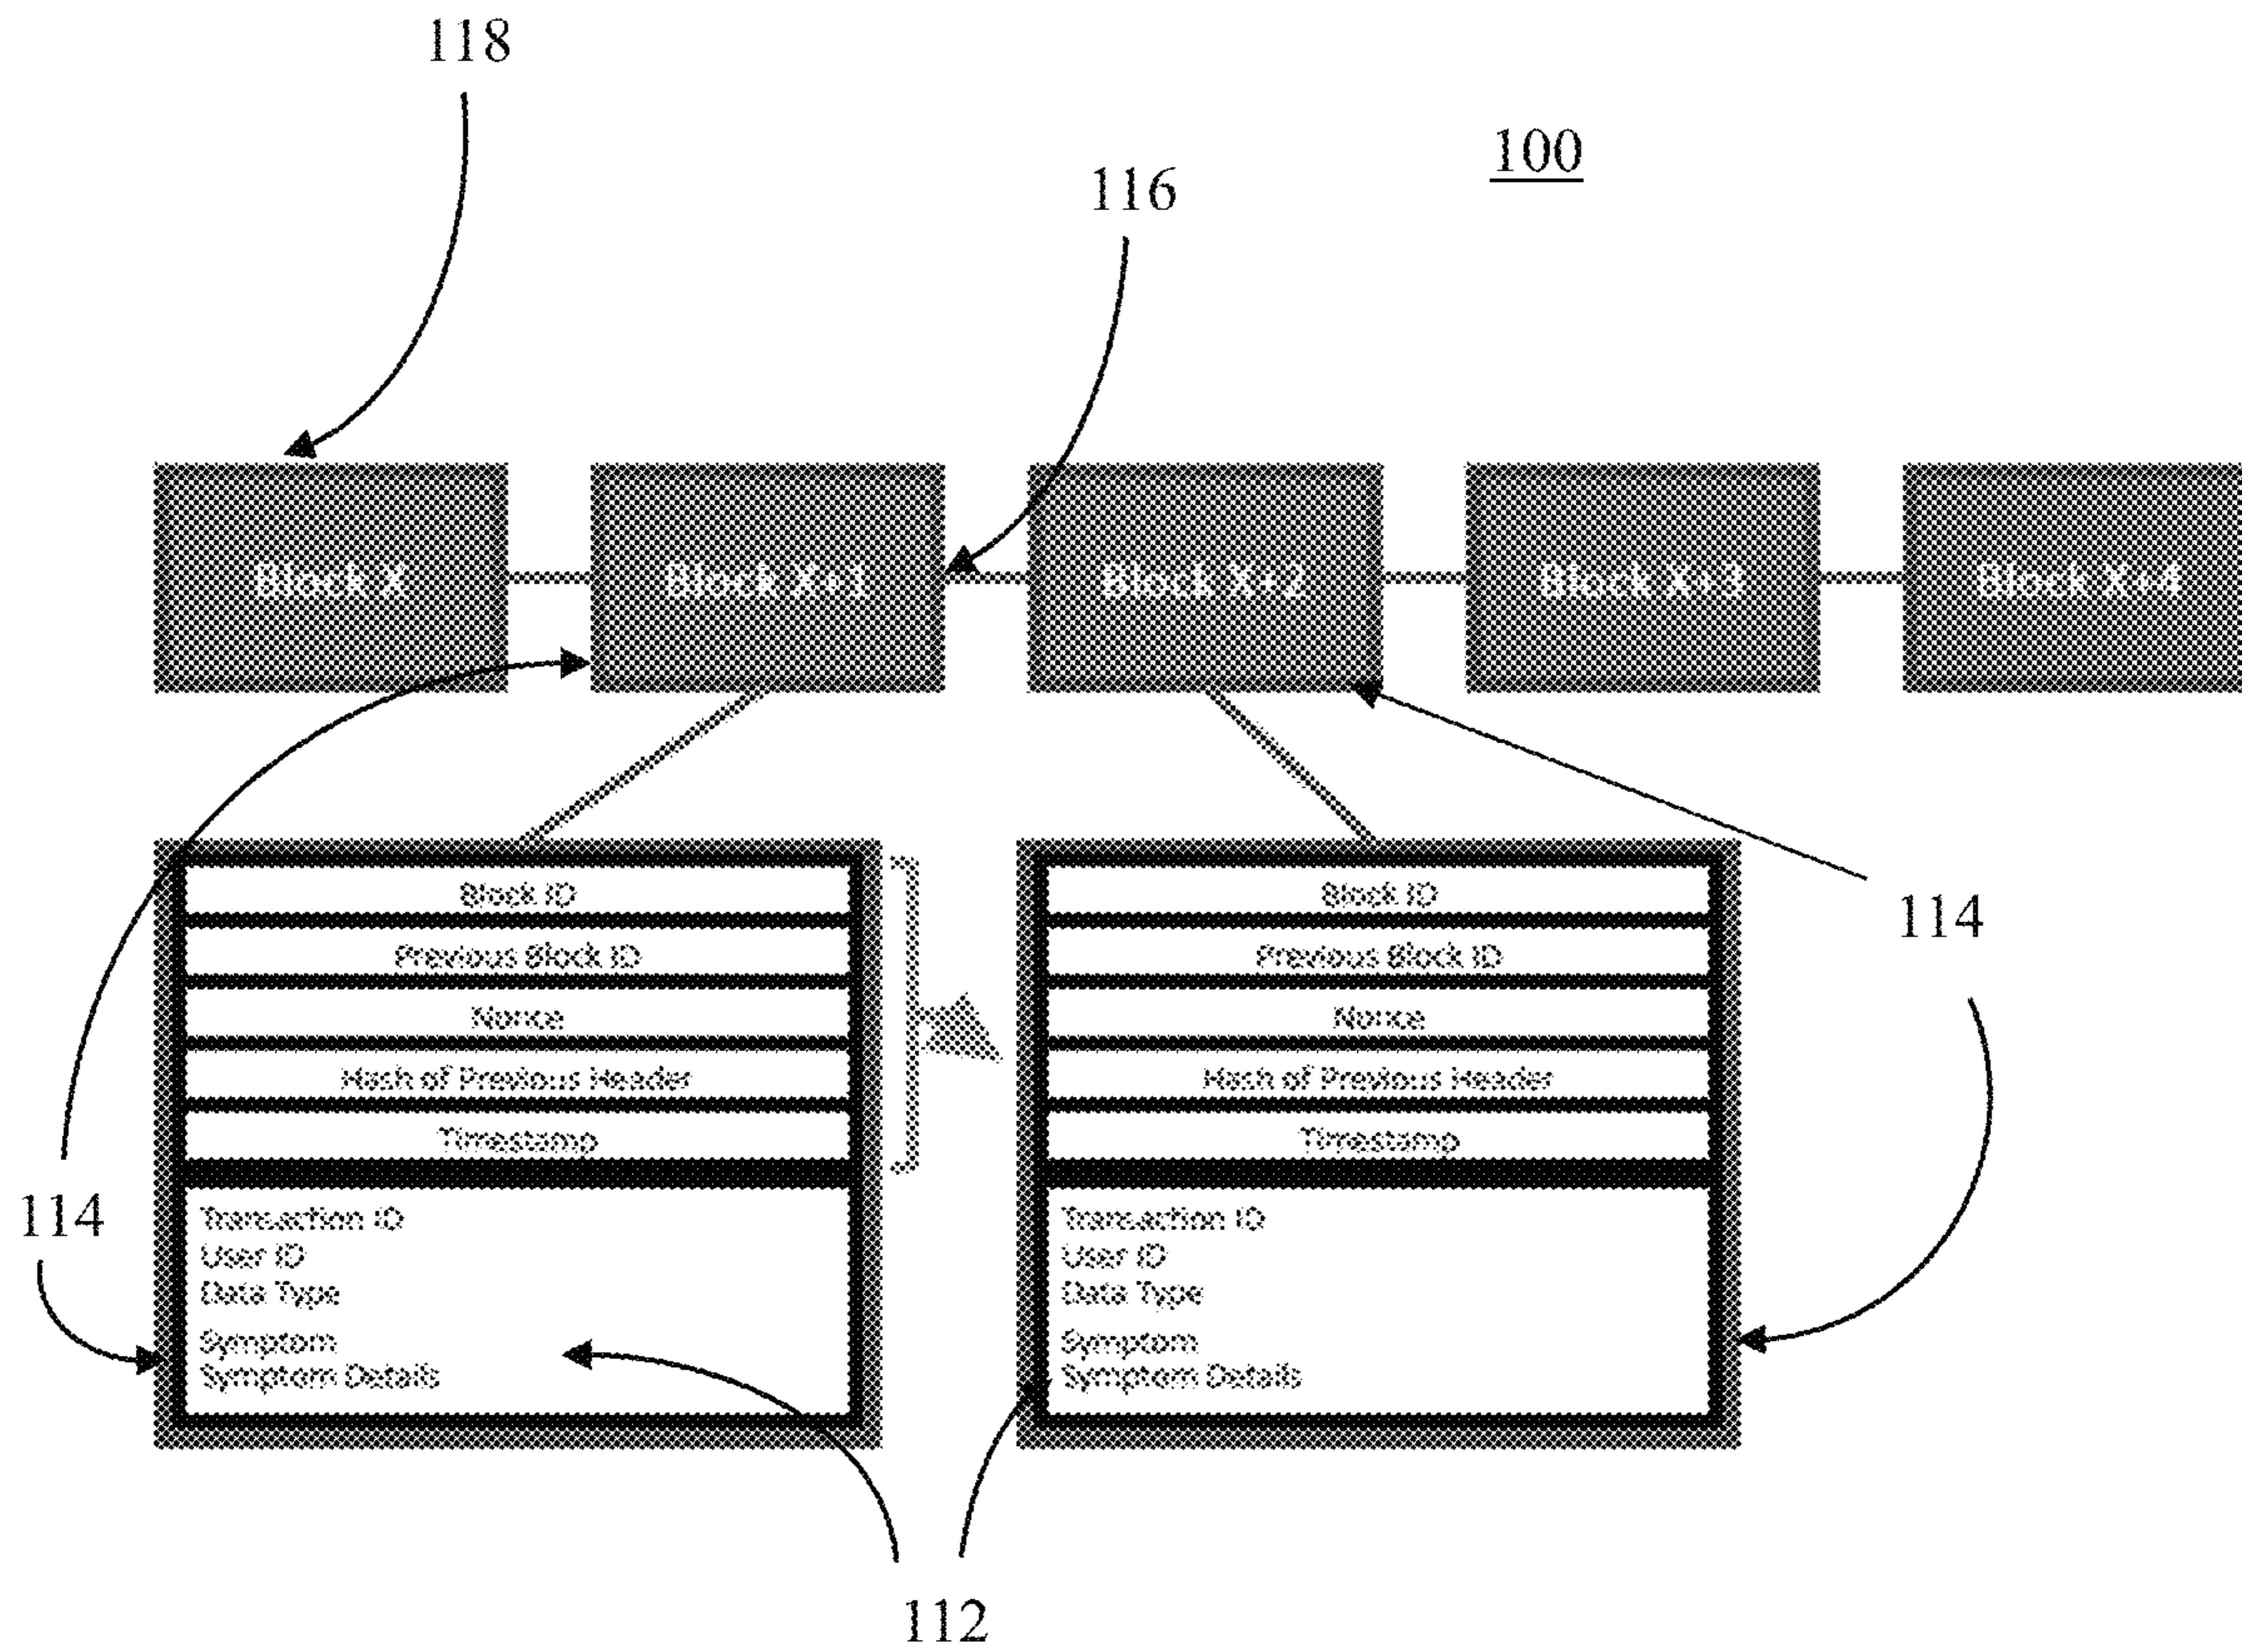 118
100
116
Block X
Block X+1
Block X+2
Block X+3
Block X+4
Block ID
Previous Block ID
Nonce
Hash of Previous Header
Timestamp
Transaction ID
User ID
Data Type
Symptom
Symptom Details
Block ID
Previous Block ID
Nonce
Hash of Previous Header
Timestamp
Transaction ID
User ID
Data Type
Symptom
Symptom Details
114
114
112